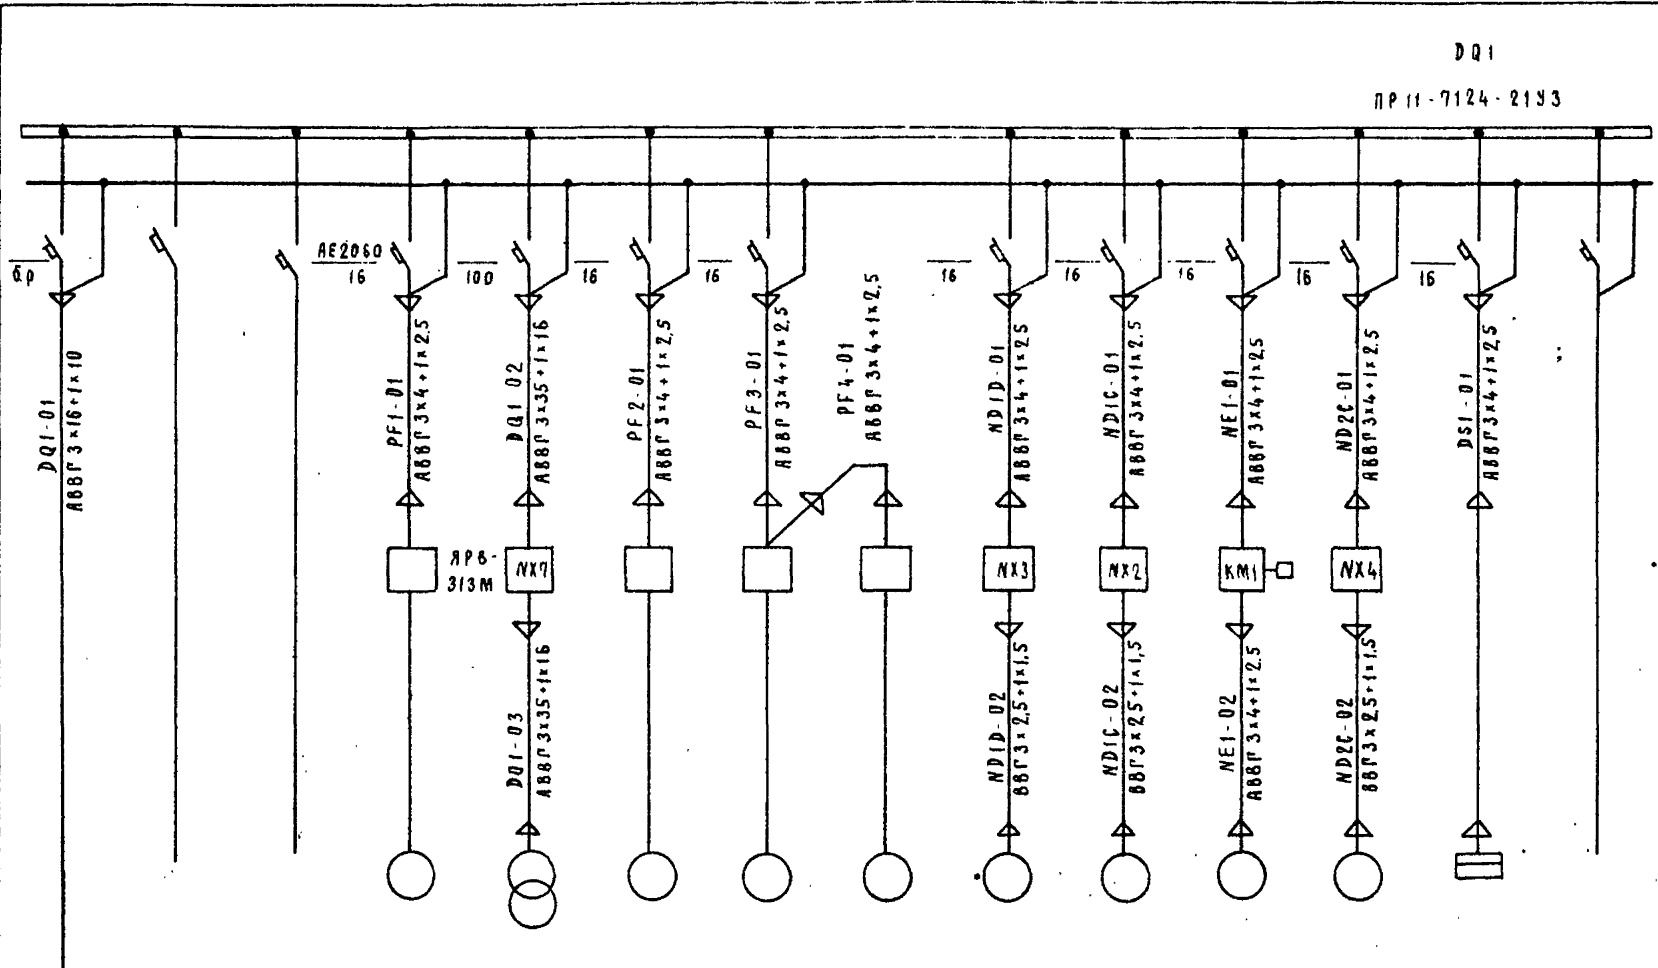 DQ1
ПР 11-7124-21У3
АЕ2060
бр
16
100
16
16
16
16
16
16
16
DQ1-01
АВВГ 3×16+1×10
PF1-01
АВВГ 3×4+1×2,5
DQ1-02
АВВГ 3×35+1×16
PF2-01
АВВГ 3×4+1×2,5
PF3-01
АВВГ 3×4+1×2,5
PF4-01
АВВГ 3×4+1×2,5
ND1D-01
АВВГ 3×4+1×2,5
ND1C-01
АВВГ 3×4+1×2,5
NE1-01
АВВГ 3×4+1×2,5
ND2C-01
АВВГ 3×4+1×2,5
DS1-01
АВВГ 3×4+1×2,5
ЯРВ-
313М
NX7
NX3
NX2
KM1
NX4
DQ1-03
АВВГ 3×35+1×16
ND1D-02
ВВГ 3×2,5+1×1,5
ND1C-02
ВВГ 3×2,5+1×1,5
NE1-02
АВВГ 3×4+1×2,5
ND2C-02
ВВГ 3×2,5+1×1,5